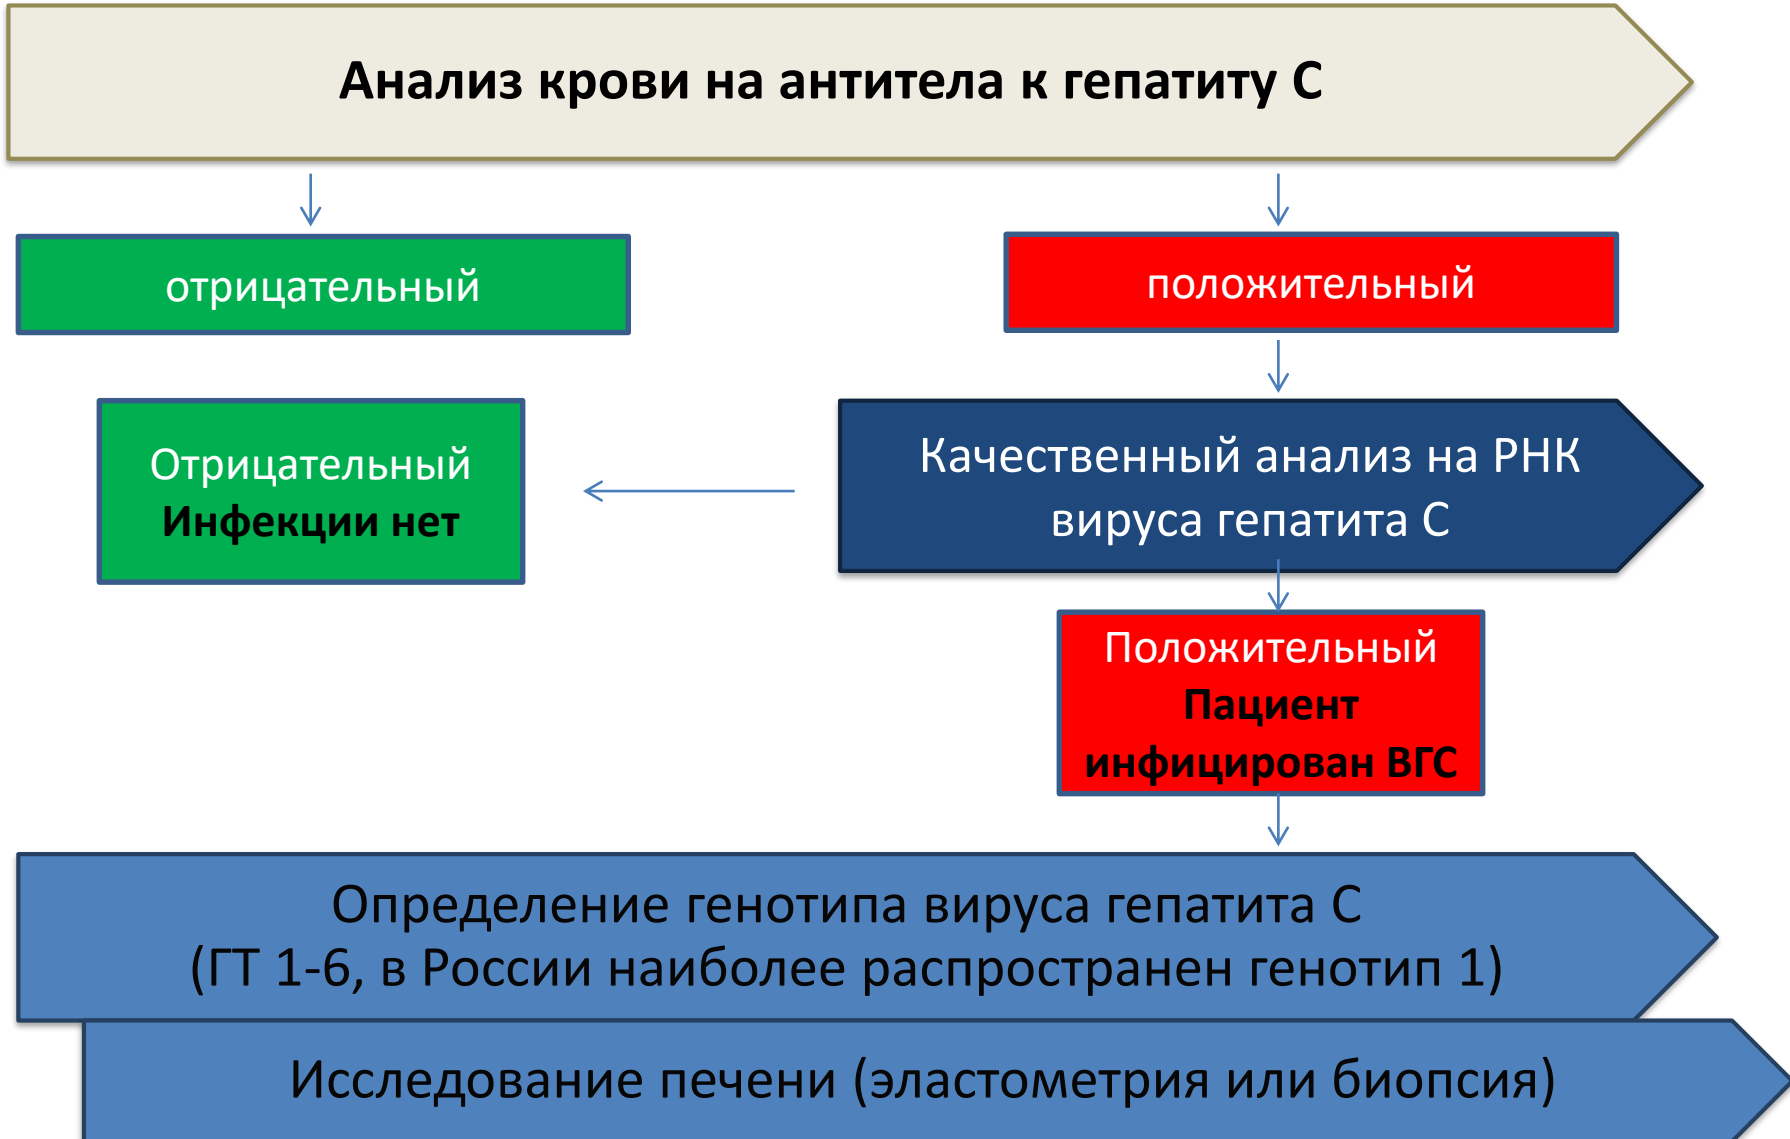 Анализ крови на антитела к гепатиту С
отрицательный
положительный
Отрицательный
Инфекции нет
Качественный анализ на РНК
вируса гепатита С
Положительный
Пациент
инфицирован ВГС
Определение генотипа вируса гепатита С
(ГТ 1-6, в России наиболее распространен генотип 1)
Исследование печени (эластометрия или биопсия)